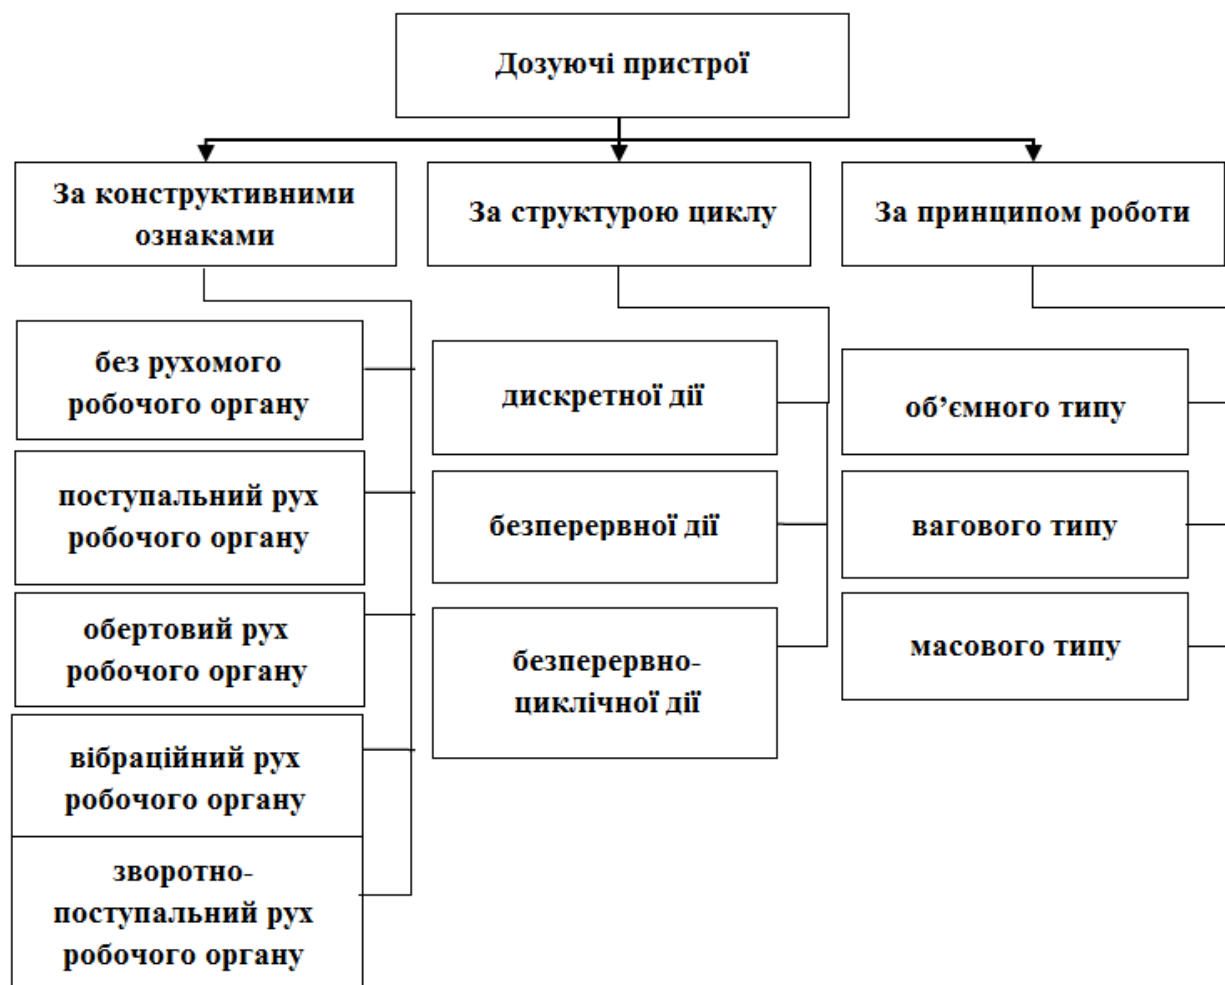 Дозуючі пристрої
За конструктивними
ознаками
За структурою циклу
За принципом роботи
без рухомого
робочого органу
поступальний рух
робочого органу
обертовий рух
робочого органу
вібраційний рух
робочого органу
зворотно-
поступальний рух
робочого органу
дискретної дії
безперервної дії
безперервно-
циклічної дії
об’ємного типу
вагового типу
масового типу